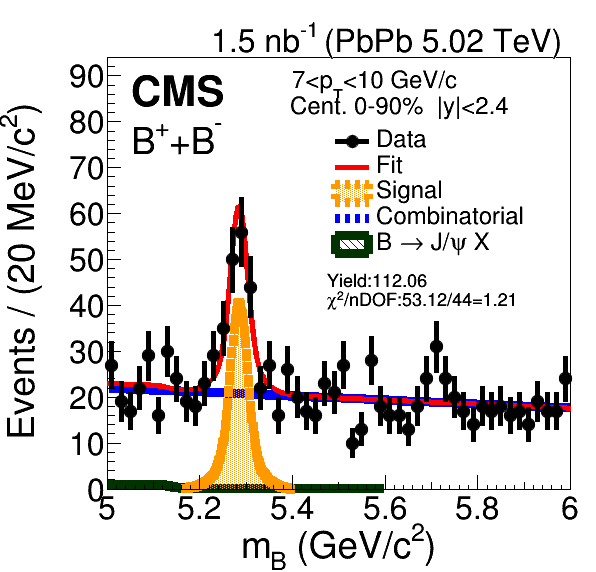 1.5 nb⁻¹ (PbPb 5.02 TeV)
CMS
B⁺+B⁻
7<p_T<10 GeV/c
Cent. 0-90% |y|<2.4
Data
Fit
Signal
Combinatorial
B → J/ψ X
Yield:112.06
χ²/nDOF:53.12/44=1.21
Events / (20 MeV/c²)
90
80
70
60
50
40
30
20
10
0
5 5.2 5.4 5.6 5.8 6
m_B (GeV/c²)